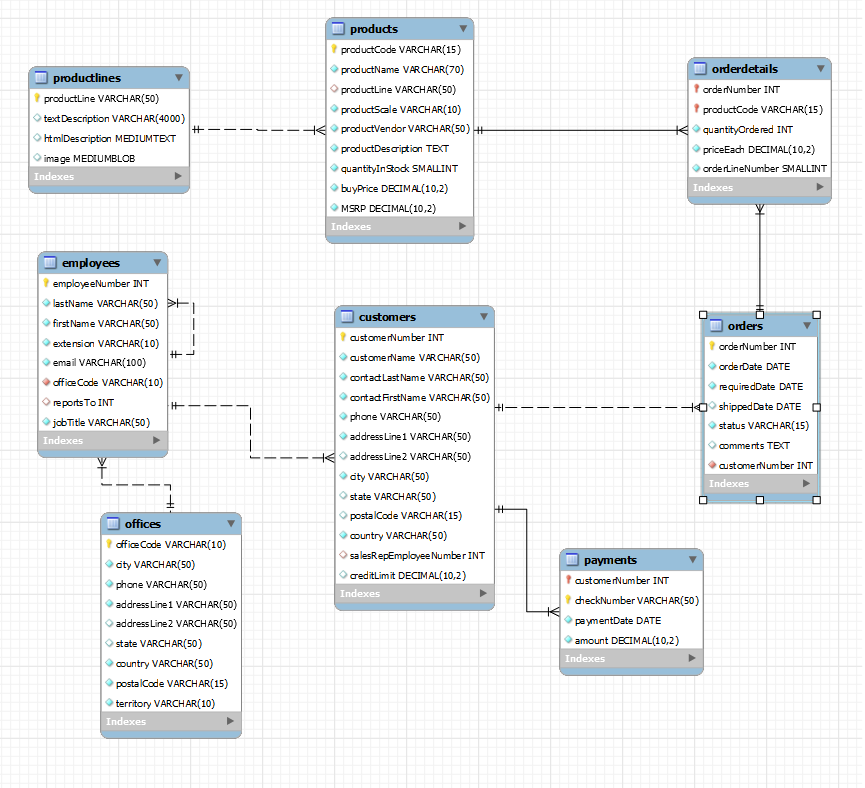 productlines
productLine VARCHAR(50)
textDescription VARCHAR(4000)
htmlDescription MEDIUMTEXT
image MEDIUMBLOB
Indexes
products
productCode VARCHAR(15)
productName VARCHAR(70)
productLine VARCHAR(50)
productScale VARCHAR(10)
productVendor VARCHAR(50)
productDescription TEXT
quantityInStock SMALLINT
buyPrice DECIMAL(10,2)
MSRP DECIMAL(10,2)
Indexes
orderdetails
orderNumber INT
productCode VARCHAR(15)
quantityOrdered INT
priceEach DECIMAL(10,2)
orderLineNumber SMALLINT
Indexes
employees
employeeNumber INT
lastName VARCHAR(50)
firstName VARCHAR(50)
extension VARCHAR(10)
email VARCHAR(100)
officeCode VARCHAR(10)
reportsTo INT
jobTitle VARCHAR(50)
Indexes
customers
customerNumber INT
customerName VARCHAR(50)
contactLastName VARCHAR(50)
contactFirstName VARCHAR(50)
phone VARCHAR(50)
addressLine1 VARCHAR(50)
addressLine2 VARCHAR(50)
city VARCHAR(50)
state VARCHAR(50)
postalCode VARCHAR(15)
country VARCHAR(50)
salesRepEmployeeNumber INT
creditLimit DECIMAL(10,2)
Indexes
orders
orderNumber INT
orderDate DATE
requiredDate DATE
shippedDate DATE
status VARCHAR(15)
comments TEXT
customerNumber INT
Indexes
offices
officeCode VARCHAR(10)
city VARCHAR(50)
phone VARCHAR(50)
addressLine1 VARCHAR(50)
addressLine2 VARCHAR(50)
state VARCHAR(50)
country VARCHAR(50)
postalCode VARCHAR(15)
territory VARCHAR(10)
Indexes
payments
customerNumber INT
checkNumber VARCHAR(50)
paymentDate DATE
amount DECIMAL(10,2)
Indexes